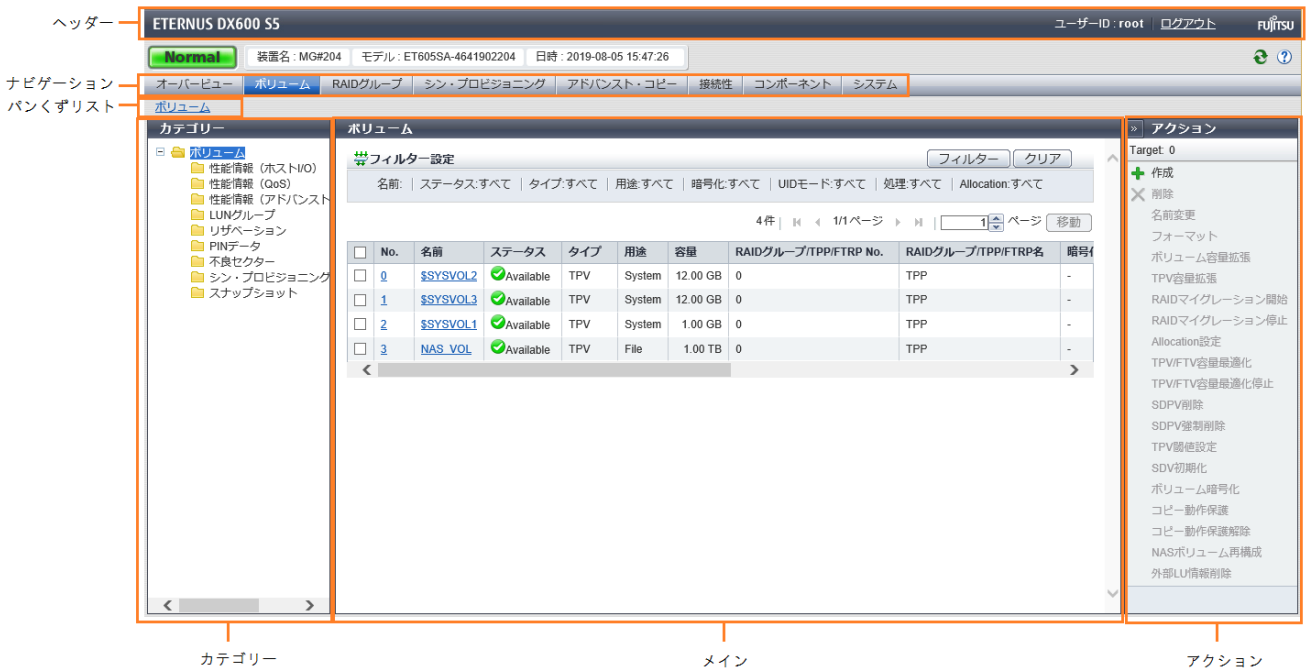 ヘッダー
ETERNUS DX600 S5
ユーザーID : root ログアウト FUJITSU
Normal 装置名 : MG#204 モデル : ET605SA-4641902204 日時 : 2019-08-05 15:47:26
ナビゲーション
オーバービュー ボリューム RAIDグループ シン・プロビジョニング アドバンスト・コピー 接続性 コンポーネント システム
パンくずリスト
ボリューム
カテゴリー
ボリューム
性能情報（ホストI/O）
性能情報（QoS）
性能情報（アドバンスト
LUNグループ
リザベーション
PINデータ
不良セクター
シン・プロビジョニング
スナップショット
ボリューム
フィルター設定 フィルター クリア
名前: ステータス:すべて タイプ:すべて 用途:すべて 暗号化:すべて UIDモード:すべて 処理:すべて Allocation:すべて
4件 1/1ページ 1 ページ 移動
No. 名前 ステータス タイプ 用途 容量 RAIDグループ/TPP/FTRP No. RAIDグループ/TPP/FTRP名 暗号
0 $SYSVOL2 Available TPV System 12.00 GB 0 TPP -
1 $SYSVOL3 Available TPV System 12.00 GB 0 TPP -
2 $SYSVOL1 Available TPV System 1.00 GB 0 TPP -
3 NAS_VOL Available TPV File 1.00 TB 0 TPP -
» アクション
Target: 0
作成
削除
名前変更
フォーマット
ボリューム容量拡張
TPV容量拡張
RAIDマイグレーション開始
RAIDマイグレーション停止
Allocation設定
TPV/FTV容量最適化
TPV/FTV容量最適化停止
SDPV削除
SDPV強制削除
TPV閾値設定
SDV初期化
ボリューム暗号化
コピー動作保護
コピー動作保護解除
NASボリューム再構成
外部LU情報削除
カテゴリー
メイン
アクション